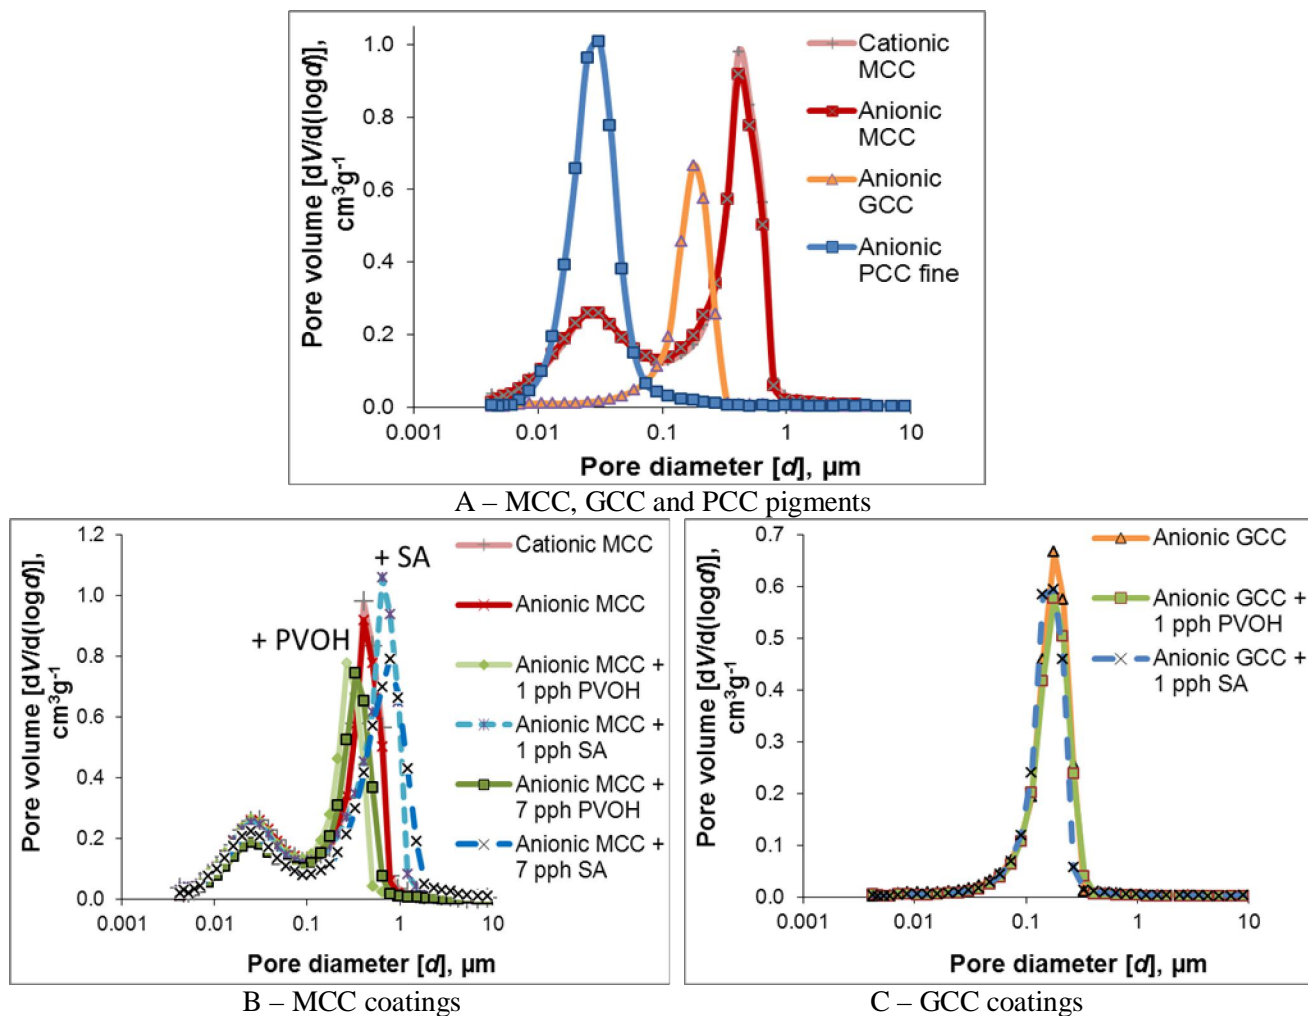 Pore volume [dV/d(logd)],
cm³g⁻¹
1.0
0.8
0.6
0.4
0.2
0.0
0.001
0.01
0.1
1
10
Pore diameter [d], µm
Cationic
MCC
Anionic
MCC
Anionic
GCC
Anionic
PCC fine
A – MCC, GCC and PCC pigments
Pore volume [dV/d(logd)],
cm³g⁻¹
1.2
1.0
0.8
0.6
0.4
0.2
0.0
0.001
0.01
0.1
1
10
Pore diameter [d], µm
+ SA
+ PVOH
Cationic MCC
Anionic MCC
Anionic MCC +
1 pph PVOH
Anionic MCC +
1 pph SA
Anionic MCC +
7 pph PVOH
Anionic MCC +
7 pph SA
B – MCC coatings
Pore volume [dV/d(logd)],
cm³g⁻¹
0.7
0.6
0.5
0.4
0.3
0.2
0.1
0.0
0.001
0.01
0.1
1
10
Pore diameter [d], µm
Anionic GCC
Anionic GCC +
1 pph PVOH
Anionic GCC +
1 pph SA
C – GCC coatings